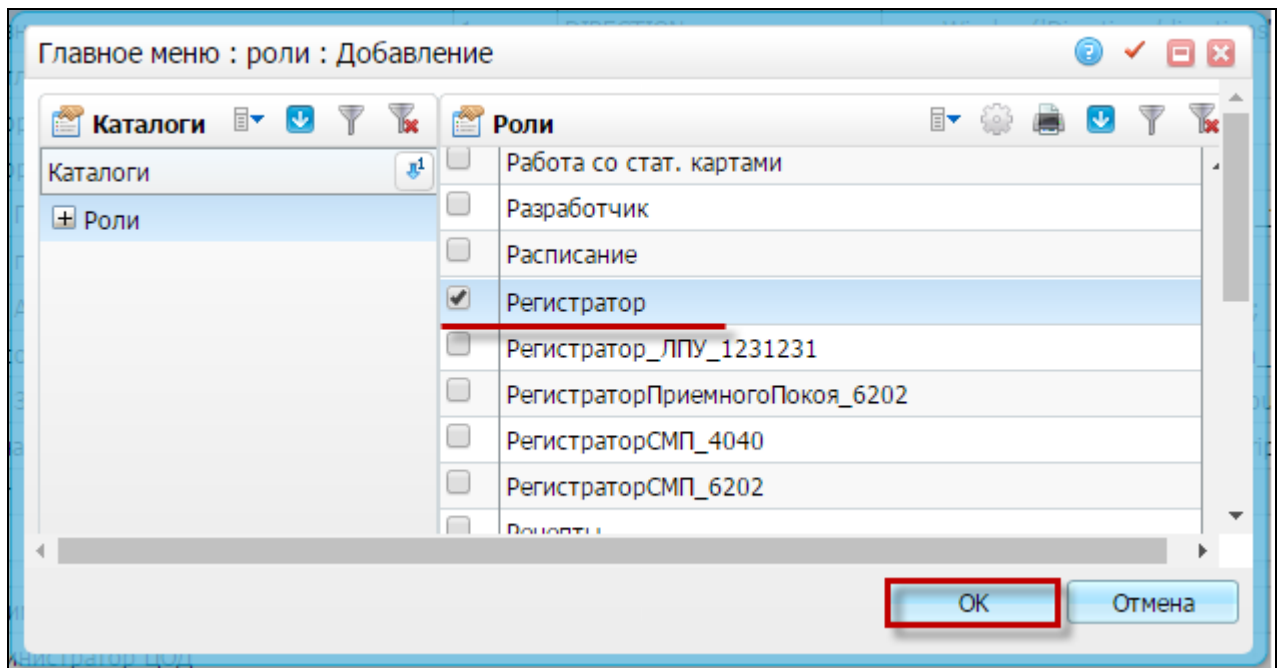 Главное меню : роли : Добавление
Каталоги
Роли
Каталоги
Роли
Работа со стат. картами
Разработчик
Расписание
Регистратор
Регистратор_ЛПУ_1231231
РегистраторПриемногоПокоя_6202
РегистраторСМП_4040
РегистраторСМП_6202
OK
Отмена